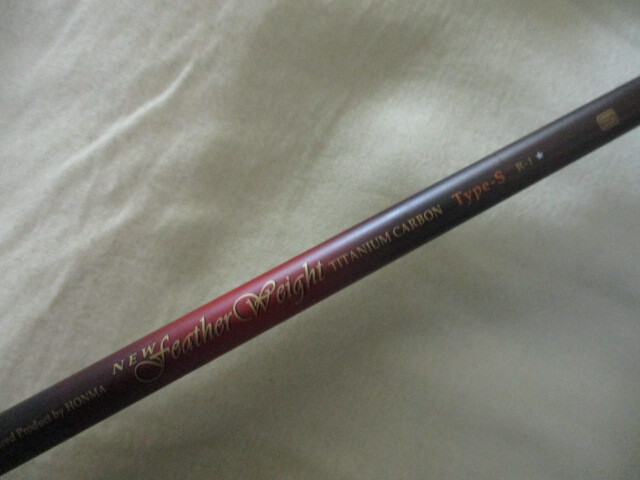 Product by HONMA NEW Feather Weight TITANIUM CARBON Type-S R-1 ★